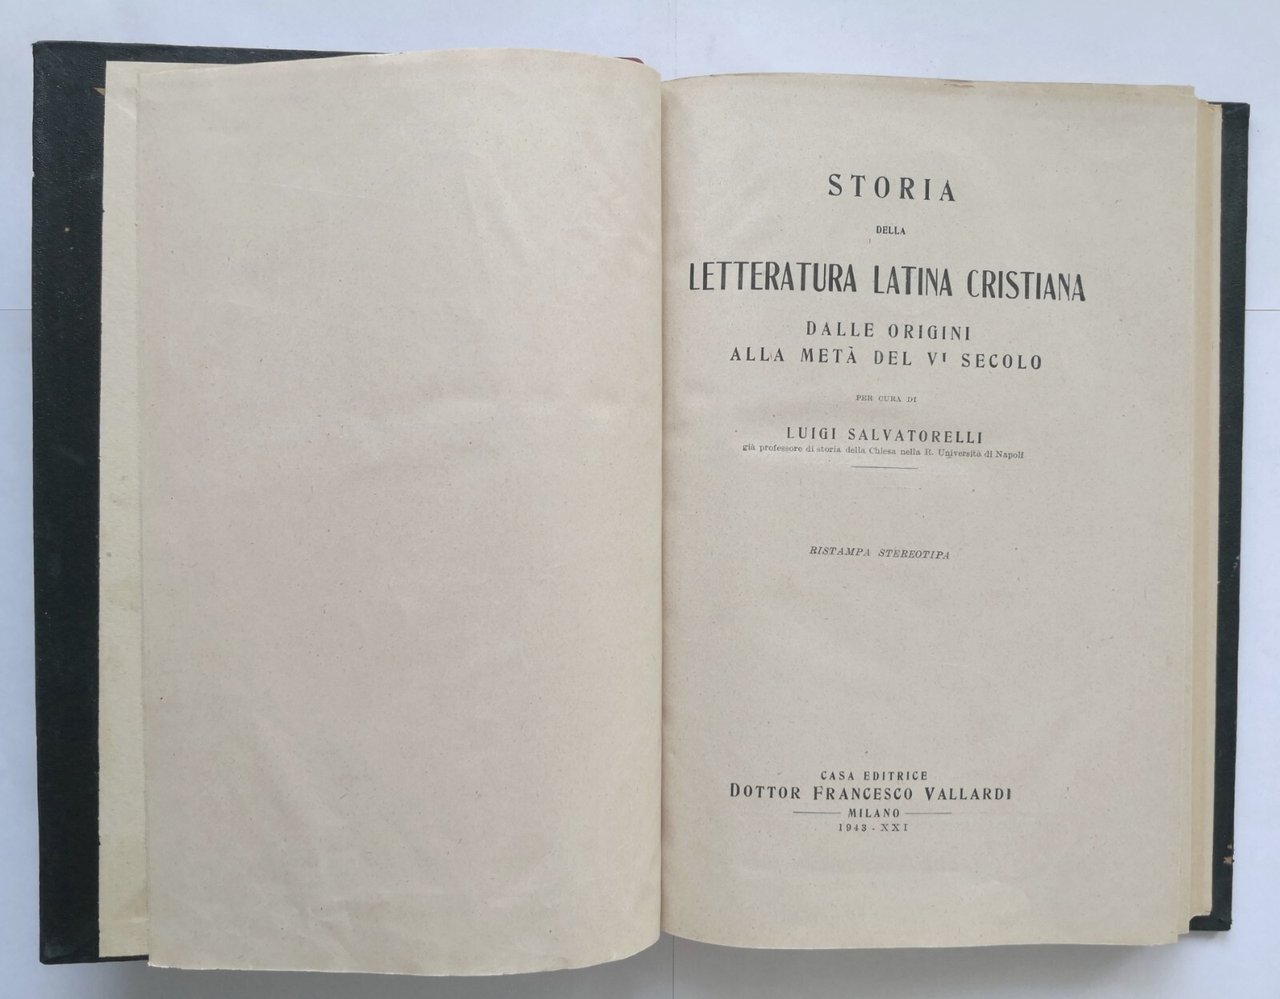 STORIA
DELLA
LETTERATURA LATINA CRISTIANA
DALLE ORIGINI
ALLA METÀ DEL VI SECOLO
PER CURA DI
LUIGI SALVATORELLI
già professore di storia della Chiesa nella R. Università di Napoli
RISTAMPA STEREOTIPA
CASA EDITRICE
DOTTOR FRANCESCO VALLARDI
MILANO
1943 - XXI